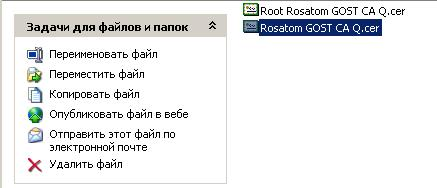 Задачи для файлов и папок
Переименовать файл
Переместить файл
Копировать файл
Опубликовать файл в вебе
Отправить этот файл по
электронной почте
Удалить файл
Root Rosatom GOST CA Q.cer
Rosatom GOST CA Q.cer